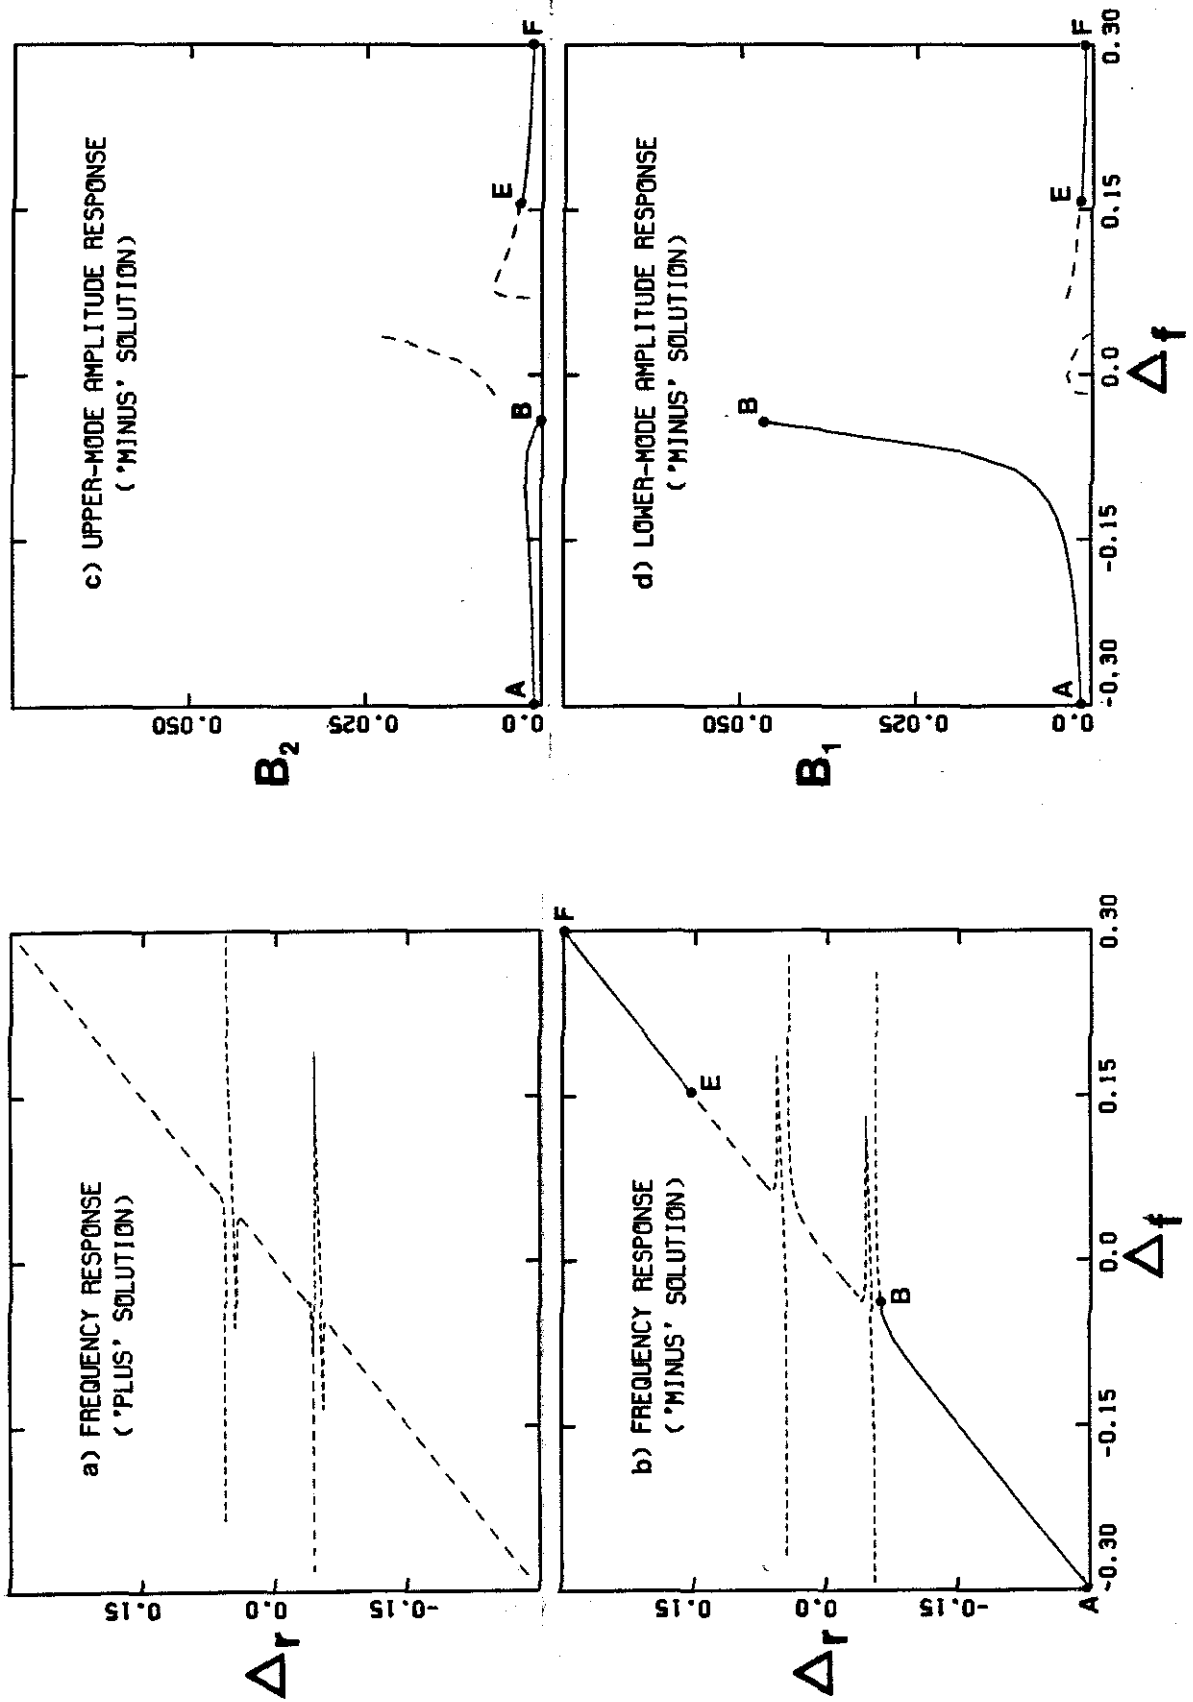 a) FREQUENCY RESPONSE
('PLUS' SOLUTION)
Δr
0.15
0.0
-0.15
b) FREQUENCY RESPONSE
('MINUS' SOLUTION)
Δr
0.15
0.0
-0.15
A
B
E
F
-0.30
-0.15
0.0
0.15
0.30
Δf
c) UPPER-MODE AMPLITUDE RESPONSE
('MINUS' SOLUTION)
B2
0.050
0.025
0.0
A
B
E
F
d) LOWER-MODE AMPLITUDE RESPONSE
('MINUS' SOLUTION)
B1
0.050
0.025
0.0
A
B
E
F
-0.30
-0.15
0.0
0.15
0.30
Δf